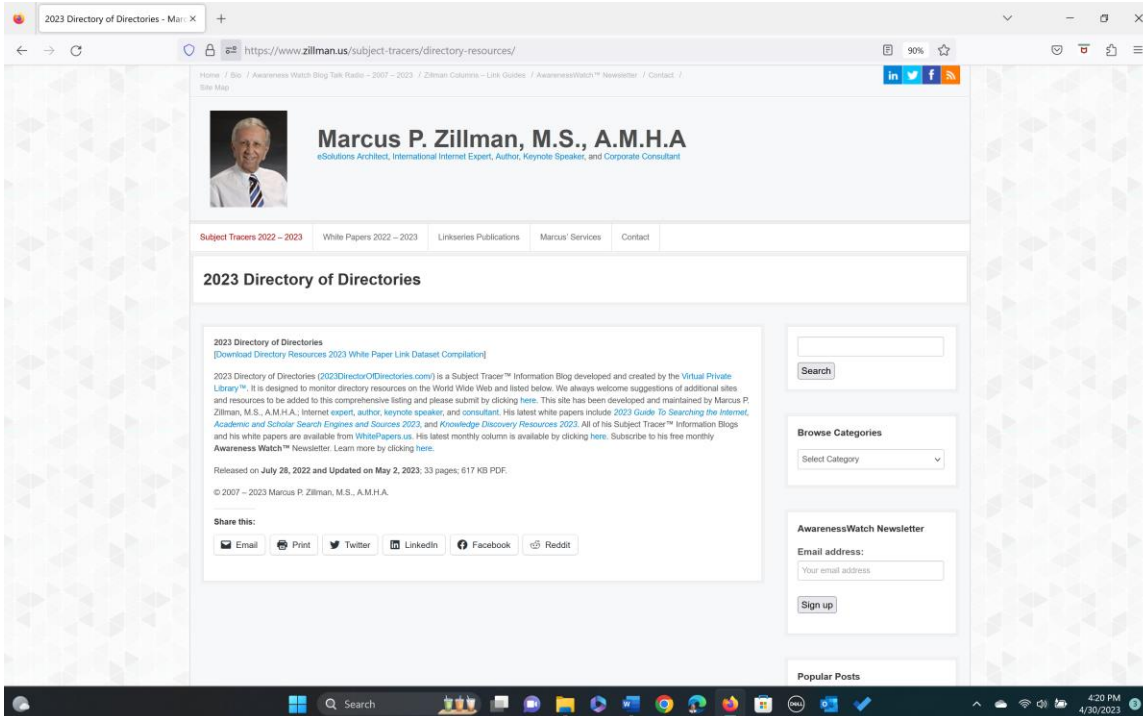 2023 Directory of Directories - Marc
https://www.zillman.us/subject-tracers/directory-resources/
90%
Home / Bio / Awareness Watch Blog Talk Radio – 2007 – 2023 / Zillman Columns – Link Guides / AwarenessWatch™ Newsletter / Contact /
Site Map
Marcus P. Zillman, M.S., A.M.H.A
eSolutions Architect, International Internet Expert, Author, Keynote Speaker, and Corporate Consultant
Subject Tracers 2022 – 2023
White Papers 2022 – 2023
Linkseries Publications
Marcus' Services
Contact
2023 Directory of Directories
2023 Directory of Directories
[Download Directory Resources 2023 White Paper Link Dataset Compilation]
2023 Directory of Directories (2023DirectorOfDirectories.com/) is a Subject Tracer™ Information Blog developed and created by the Virtual Private
Library™. It is designed to monitor directory resources on the World Wide Web and listed below. We always welcome suggestions of additional sites
and resources to be added to this comprehensive listing and please submit by clicking here. This site has been developed and maintained by Marcus P.
Zillman, M.S., A.M.H.A.; Internet expert, author, keynote speaker, and consultant. His latest white papers include 2023 Guide To Searching the Internet,
Academic and Scholar Search Engines and Sources 2023, and Knowledge Discovery Resources 2023. All of his Subject Tracer™ Information Blogs
and his white papers are available from WhitePapers.us. His latest monthly column is available by clicking here. Subscribe to his free monthly
Awareness Watch™ Newsletter. Learn more by clicking here.
Released on July 28, 2022 and Updated on May 2, 2023; 33 pages; 617 KB PDF.
© 2007 – 2023 Marcus P. Zillman, M.S., A.M.H.A.
Share this:
Email
Print
Twitter
LinkedIn
Facebook
Reddit
Search
Browse Categories
Select Category
AwarenessWatch Newsletter
Email address:
Your email address
Sign up
Popular Posts
Search
DELL
4:20 PM
4/30/2023